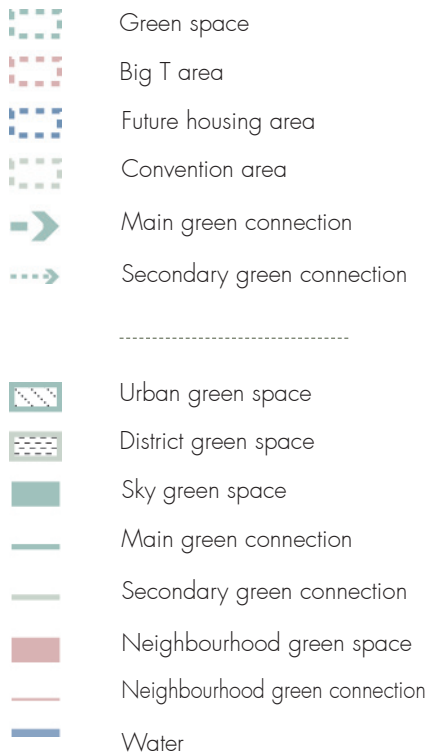 Green space
Big T area
Future housing area
Convention area
Main green connection
Secondary green connection
Urban green space
District green space
Sky green space
Main green connection
Secondary green connection
Neighbourhood green space
Neighbourhood green connection
Water